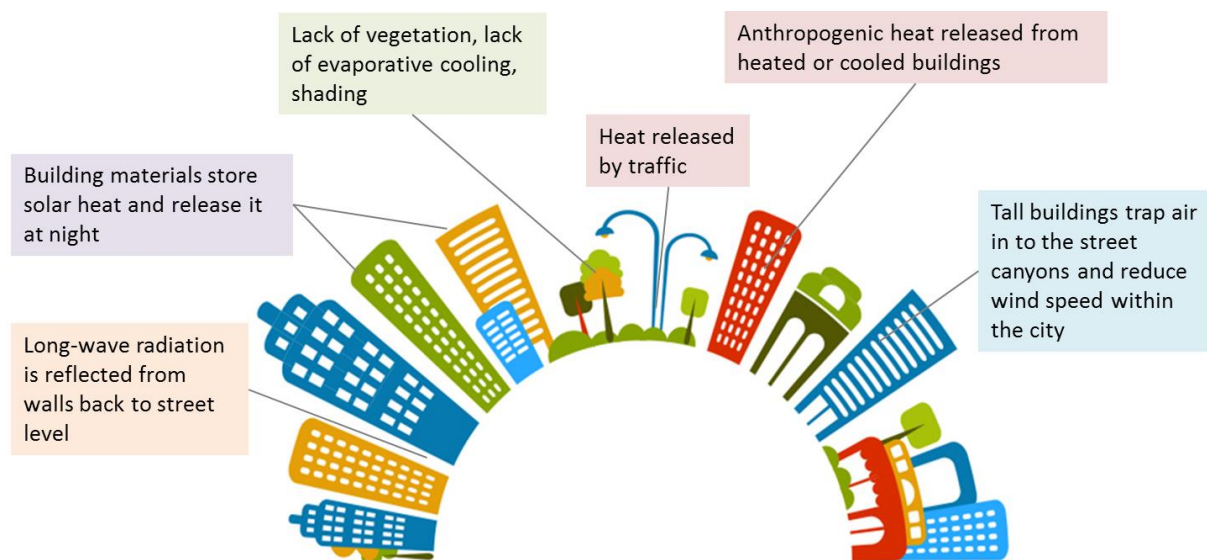 Lack of vegetation, lack
of evaporative cooling,
shading
Anthropogenic heat released from
heated or cooled buildings
Heat released
by traffic
Building materials store
solar heat and release it
at night
Tall buildings trap air
in to the street
canyons and reduce
wind speed within
the city
Long-wave radiation
is reflected from
walls back to street
level